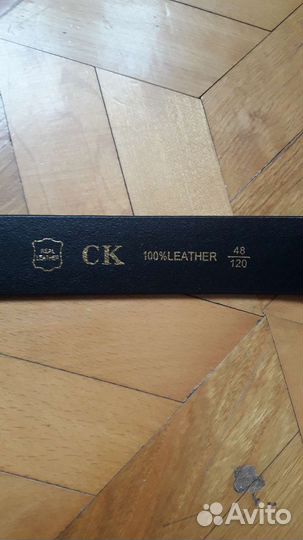 REAL
LEATHER
CK
100%LEATHER
48
120
Avito